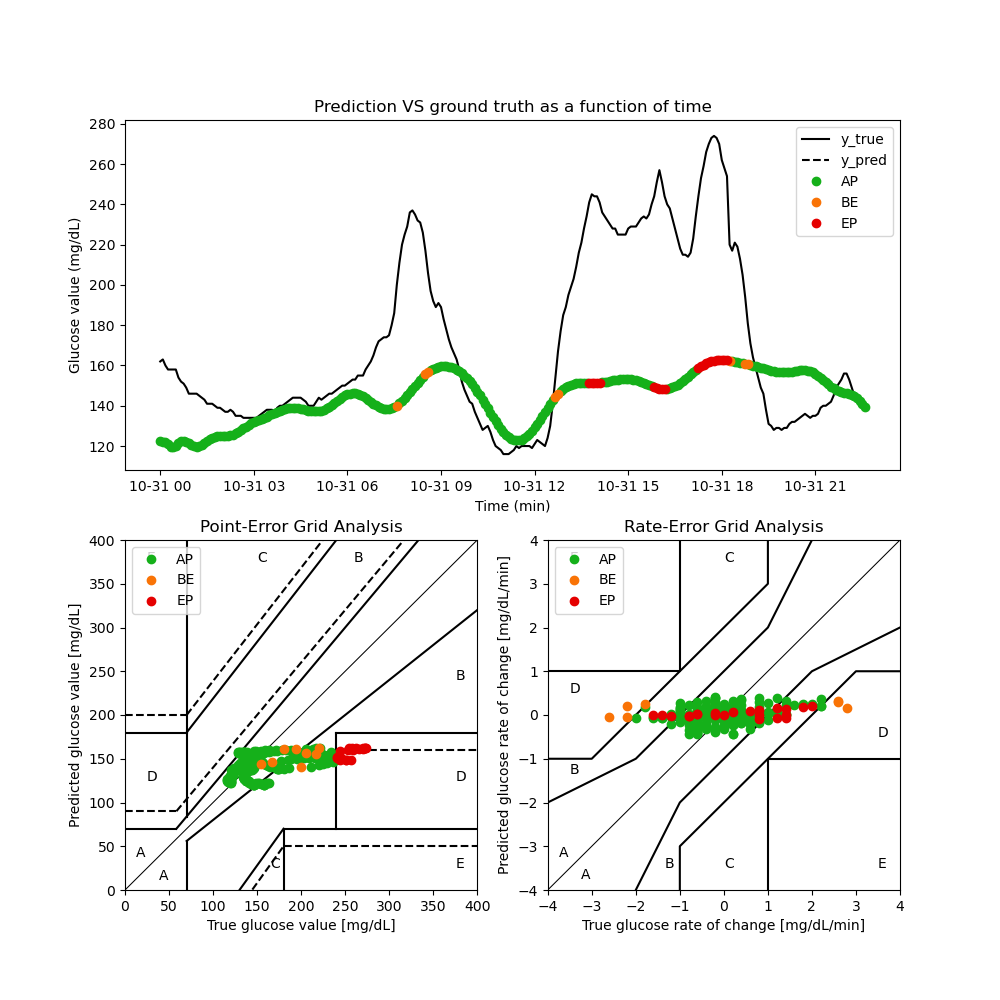 Prediction VS ground truth as a function of time
Glucose value (mg/dL)
280
260
240
220
200
180
160
140
120
y_true
y_pred
AP
BE
EP
10-31 00 10-31 03 10-31 06 10-31 09 10-31 12 10-31 15 10-31 18 10-31 21
Time (min)
Point-Error Grid Analysis
Predicted glucose value [mg/dL]
400
350
300
250
200
150
100
50
0
AP
BE
EP
C B
B
D D
A A C E
0 50 100 150 200 250 300 350 400
True glucose value [mg/dL]
Rate-Error Grid Analysis
Predicted glucose rate of change [mg/dL/min]
4
3
2
1
0
−1
−2
−3
−4
AP
BE
EP
C
D
D
B
A A B C E
−4 −3 −2 −1 0 1 2 3 4
True glucose rate of change [mg/dL/min]